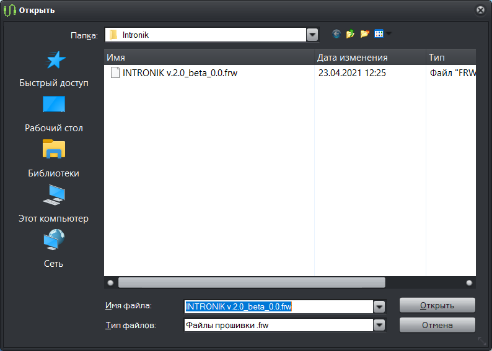 Открыть
Папка: Intronik
Имя Дата изменения Тип
INTRONIK v.2.0_beta_0.0.frw 23.04.2021 12:25 Файл "FRW
Быстрый доступ
Рабочий стол
Библиотеки
Этот компьютер
Сеть
Имя файла: INTRONIK v.2.0_beta_0.0.frw Открыть
Тип файлов: Файлы прошивки .frw Отмена